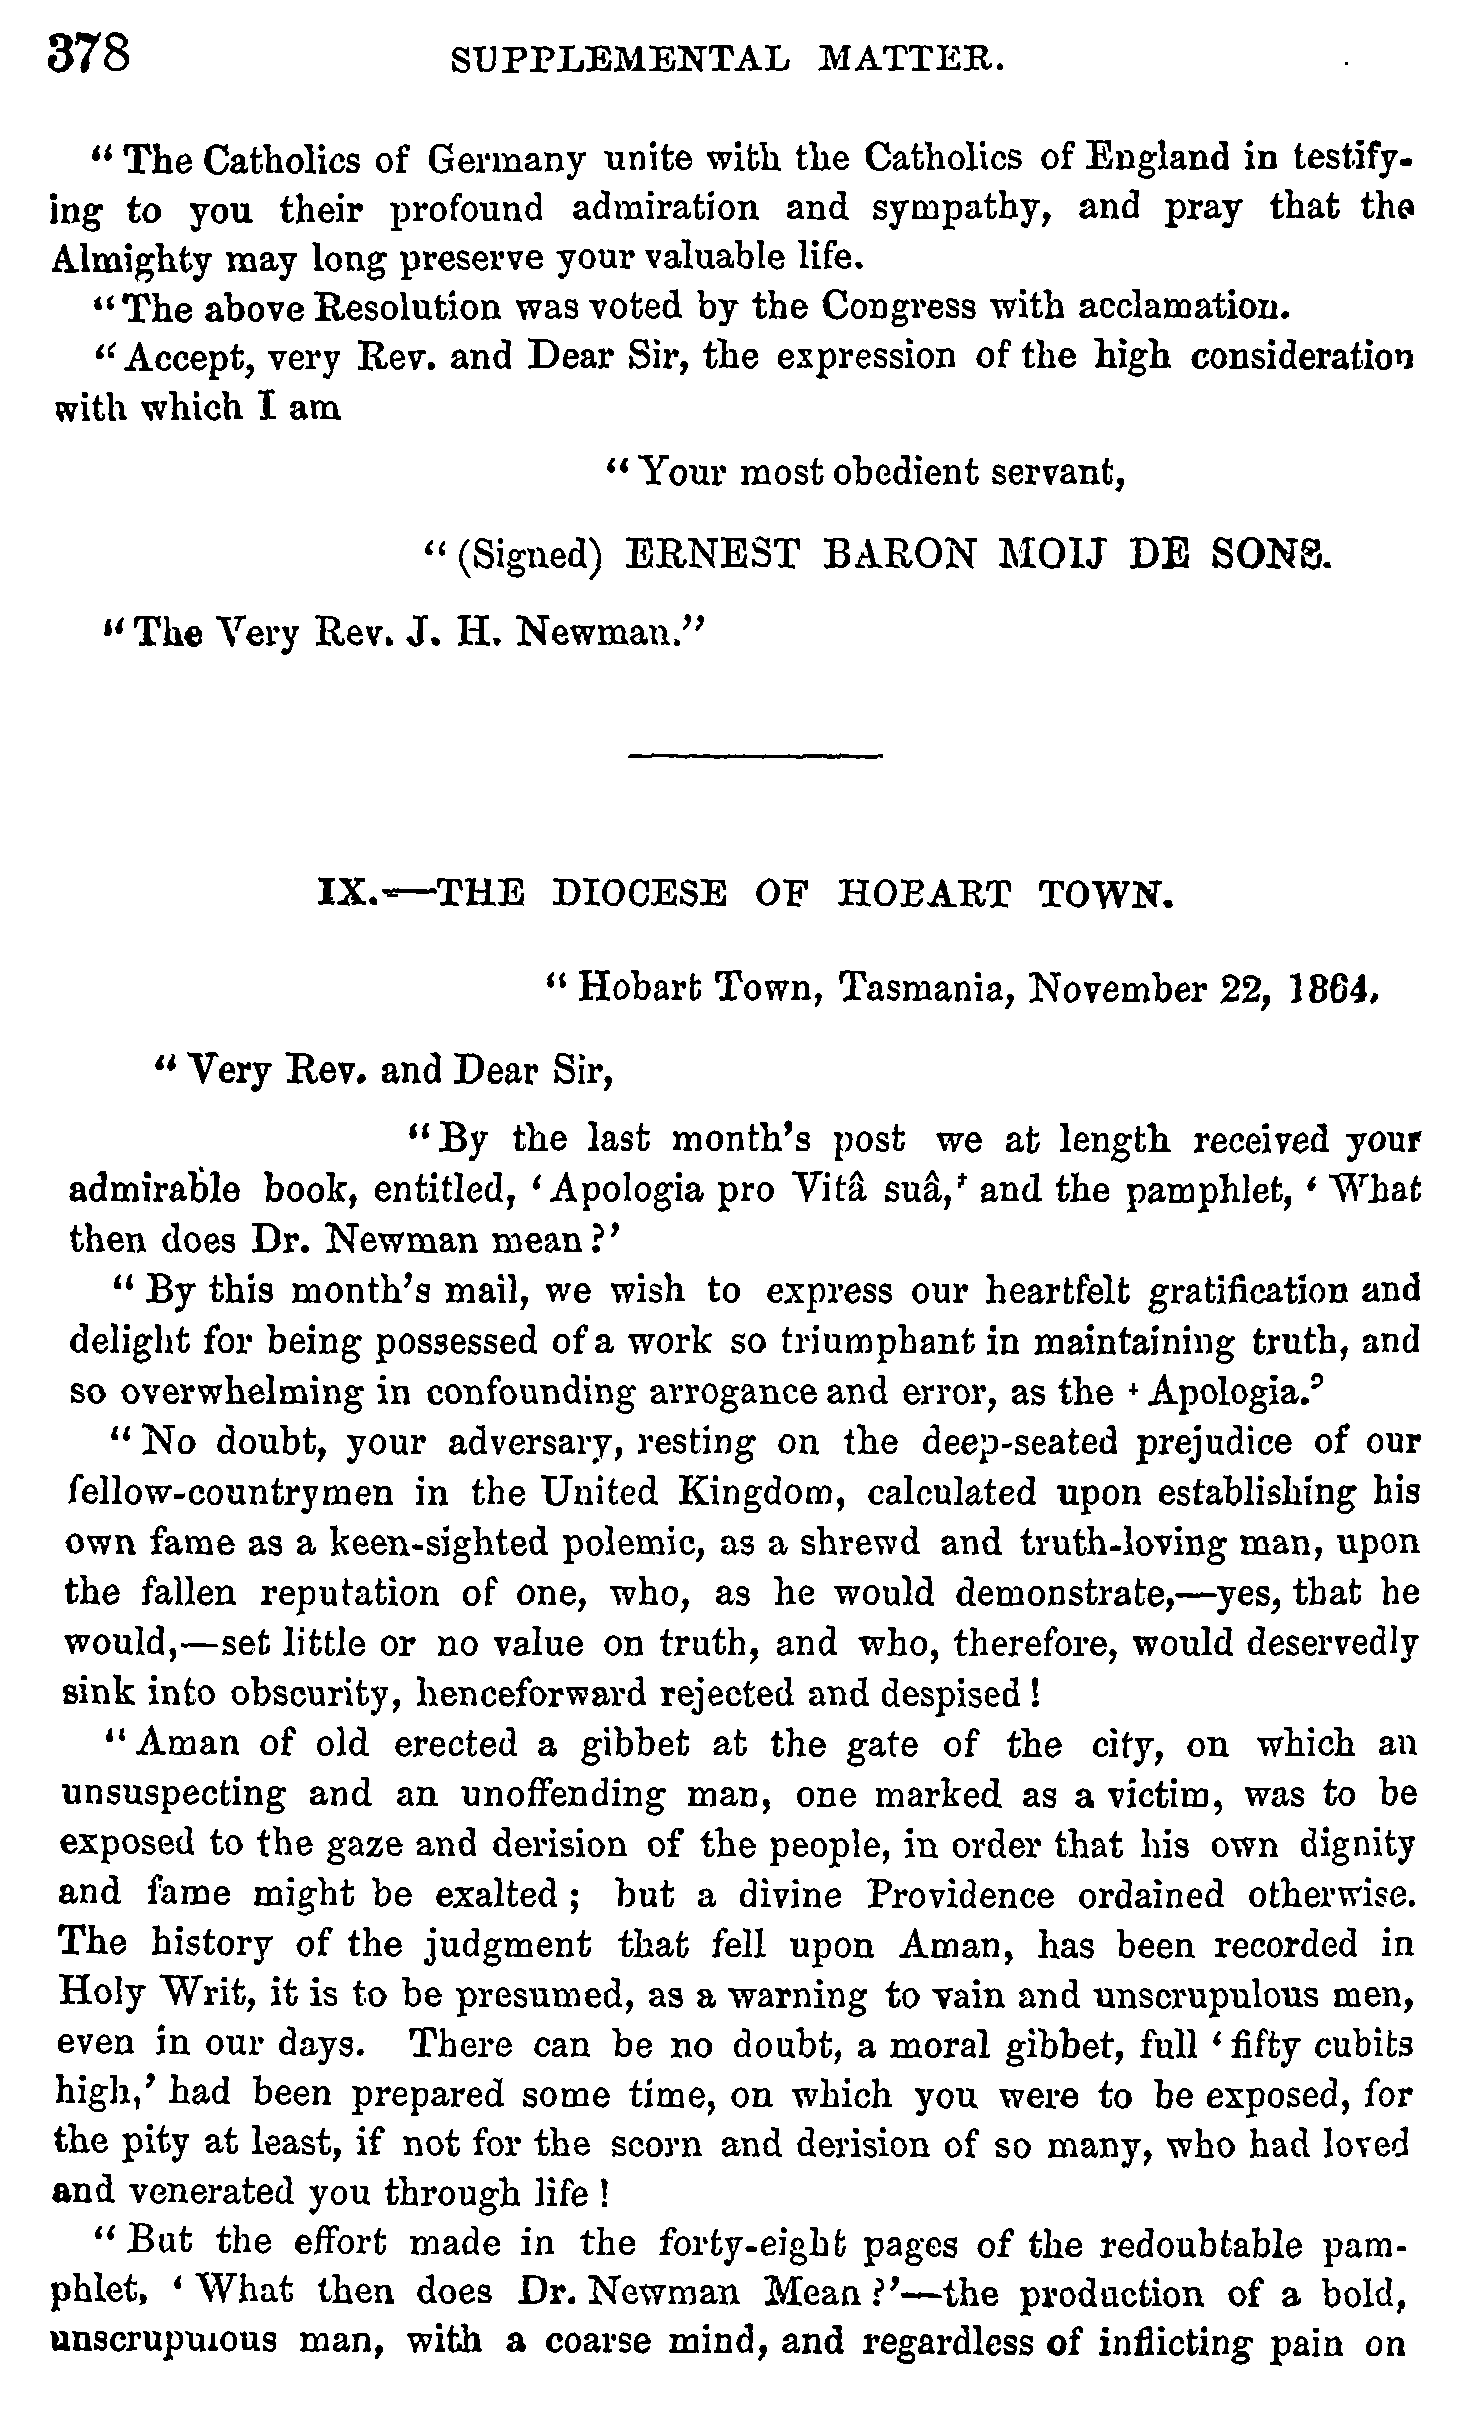 378 SUPPLEMENTAL MATTER.
“The Catholics of Germany unite with the Catholics of England in testify-
ing to you their profound admiration and sympathy, and pray that the
Almighty may long preserve your valuable life.
“The above Resolution was voted by the Congress with acclamation.
“Accept, very Rev. and Dear Sir, the expression of the high consideration
with which I am
“Your most obedient servant,
“(Signed) ERNEST BARON MOIJ DE SONS.
“The Very Rev. J. H. Newman.”
IX.—THE DIOCESE OF HOBART TOWN.
“Hobart Town, Tasmania, November 22, 1864.
“Very Rev. and Dear Sir,
“By the last month’s post we at length received your
admirable book, entitled, ‘Apologia pro Vitâ suâ,’ and the pamphlet, ‘What
then does Dr. Newman mean?’
“By this month’s mail, we wish to express our heartfelt gratification and
delight for being possessed of a work so triumphant in maintaining truth, and
so overwhelming in confounding arrogance and error, as the ‘Apologia.’
“No doubt, your adversary, resting on the deep-seated prejudice of our
fellow-countrymen in the United Kingdom, calculated upon establishing his
own fame as a keen-sighted polemic, as a shrewd and truth-loving man, upon
the fallen reputation of one, who, as he would demonstrate,—yes, that he
would,—set little or no value on truth, and who, therefore, would deservedly
sink into obscurity, henceforward rejected and despised!
“Aman of old erected a gibbet at the gate of the city, on which an
unsuspecting and an unoffending man, one marked as a victim, was to be
exposed to the gaze and derision of the people, in order that his own dignity
and fame might be exalted; but a divine Providence ordained otherwise.
The history of the judgment that fell upon Aman, has been recorded in
Holy Writ, it is to be presumed, as a warning to vain and unscrupulous men,
even in our days. There can be no doubt, a moral gibbet, full ‘fifty cubits
high,’ had been prepared some time, on which you were to be exposed, for
the pity at least, if not for the scorn and derision of so many, who had loved
and venerated you through life!
“But the effort made in the forty-eight pages of the redoubtable pam-
phlet, ‘What then does Dr. Newman Mean?’—the production of a bold,
unscrupulous man, with a coarse mind, and regardless of inflicting pain on